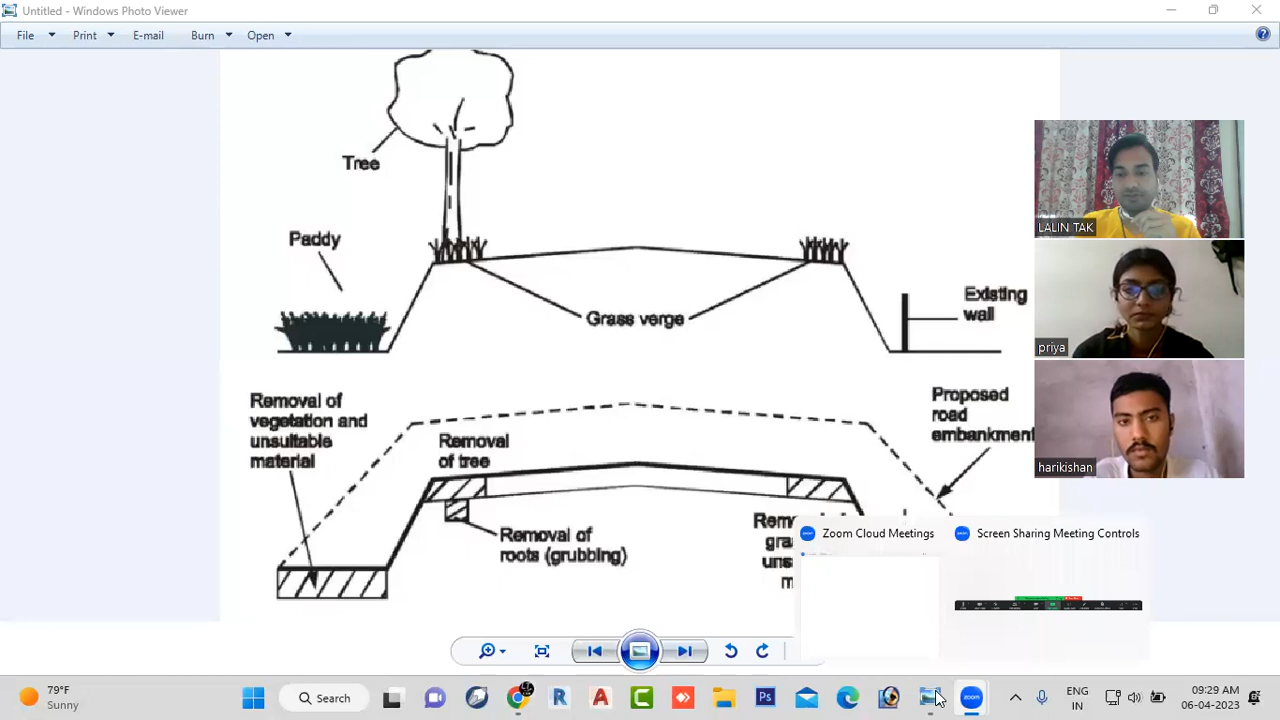 Untitled - Windows Photo Viewer
File Print E-mail Burn Open
Tree
Paddy
Grass verge
Existing
wall
LALIN TAK
priya
harikishan
Removal of
vegetation and
unsuitable
material
Removal
of tree
Proposed
road
embankment
Removal of
roots (grubbing)
Zoom Cloud Meetings
Screen Sharing Meeting Controls
79°F
Sunny
Search
ENG
IN
09:29:10 AM
06-04-2023